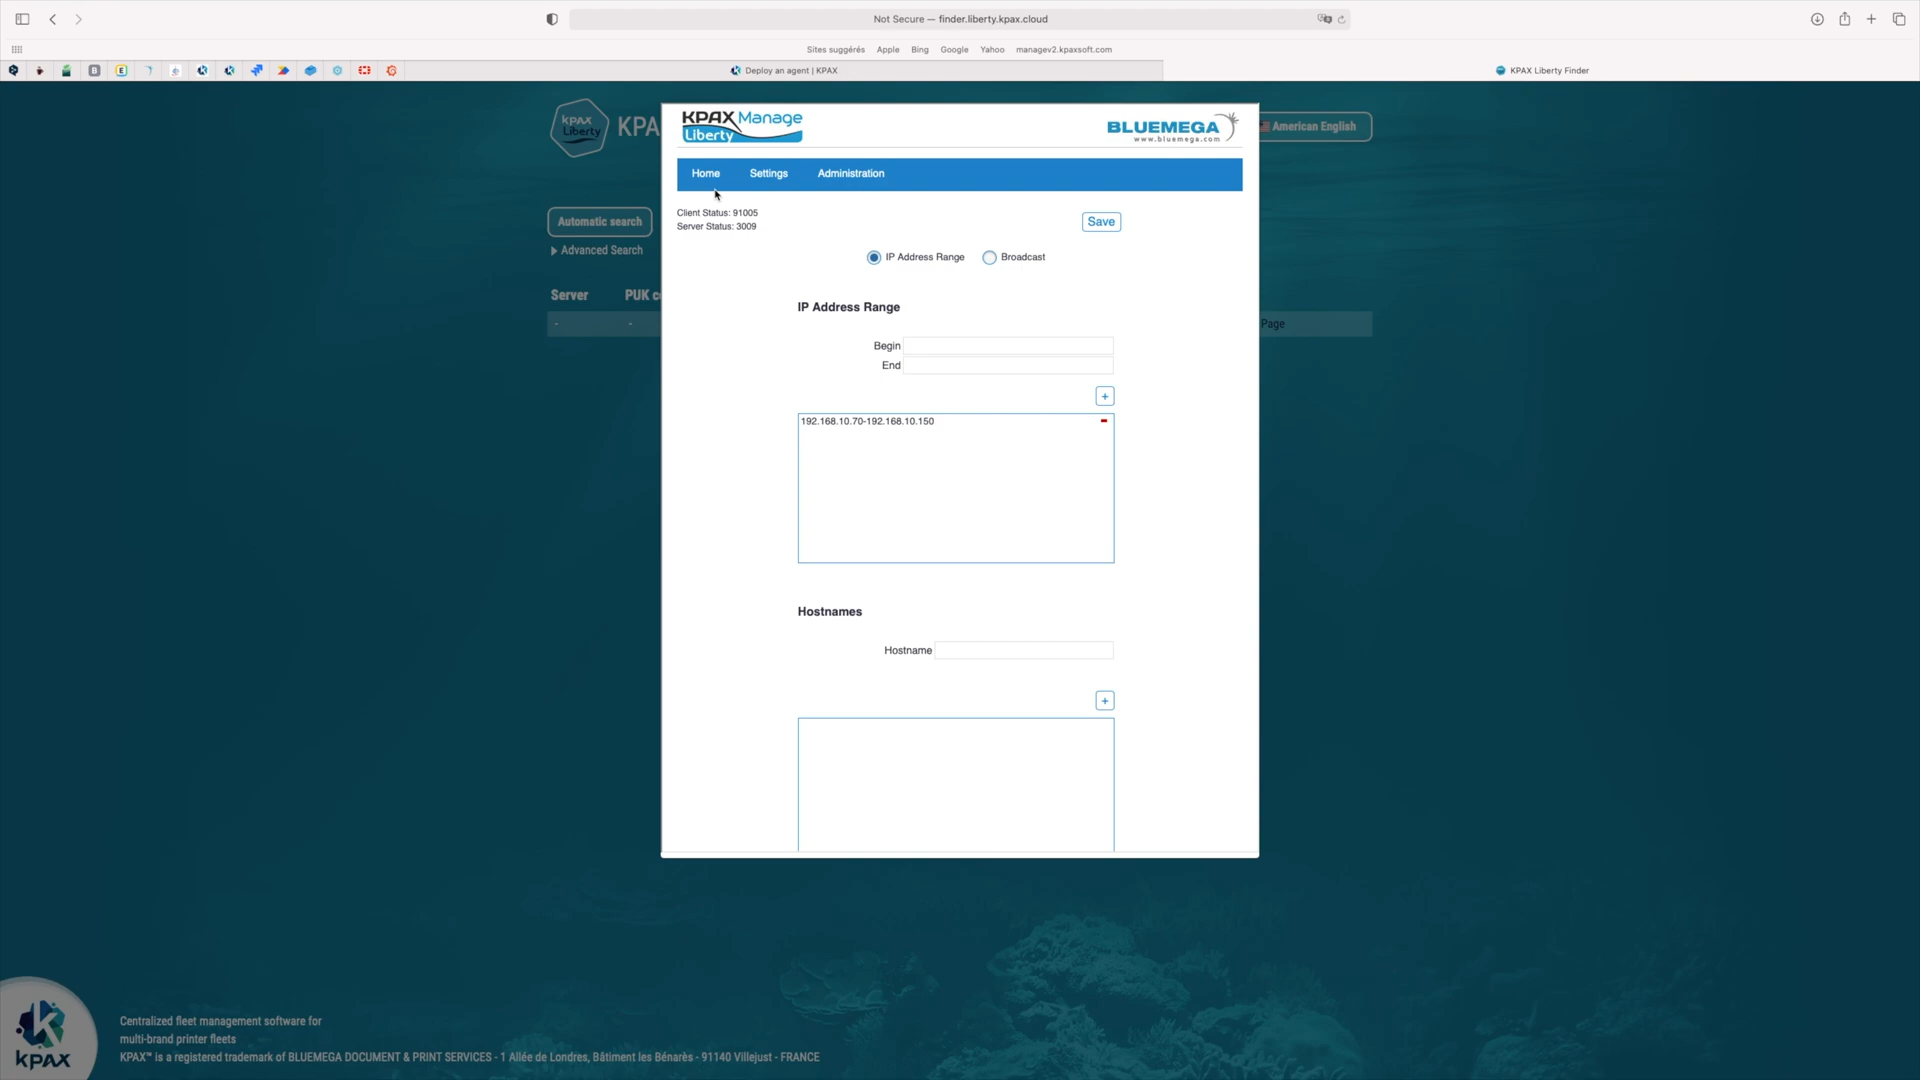 Not Secure — finder.liberty.kpax.cloud
Sites suggérés Apple Bing Google Yahoo managev2.kpaxsoft.com
Deploy an agent | KPAX
KPAX Liberty Finder
kpax Liberty
KPA
American English
Automatic search
Advanced Search
Server PUK c
- -
Page
KPAX Manage
Liberty
BLUEMEGA
www.bluemega.com
Home Settings Administration
Client Status: 91005
Server Status: 3009
Save
IP Address Range Broadcast
IP Address Range
Begin
End
+
192.168.10.70-192.168.10.150
Hostnames
Hostname
+
kpax
Centralized fleet management software for
multi-brand printer fleets
KPAX™ is a registered trademark of BLUEMEGA DOCUMENT & PRINT SERVICES - 1 Allée de Londres, Bâtiment les Bénarès - 91140 Villejust - FRANCE